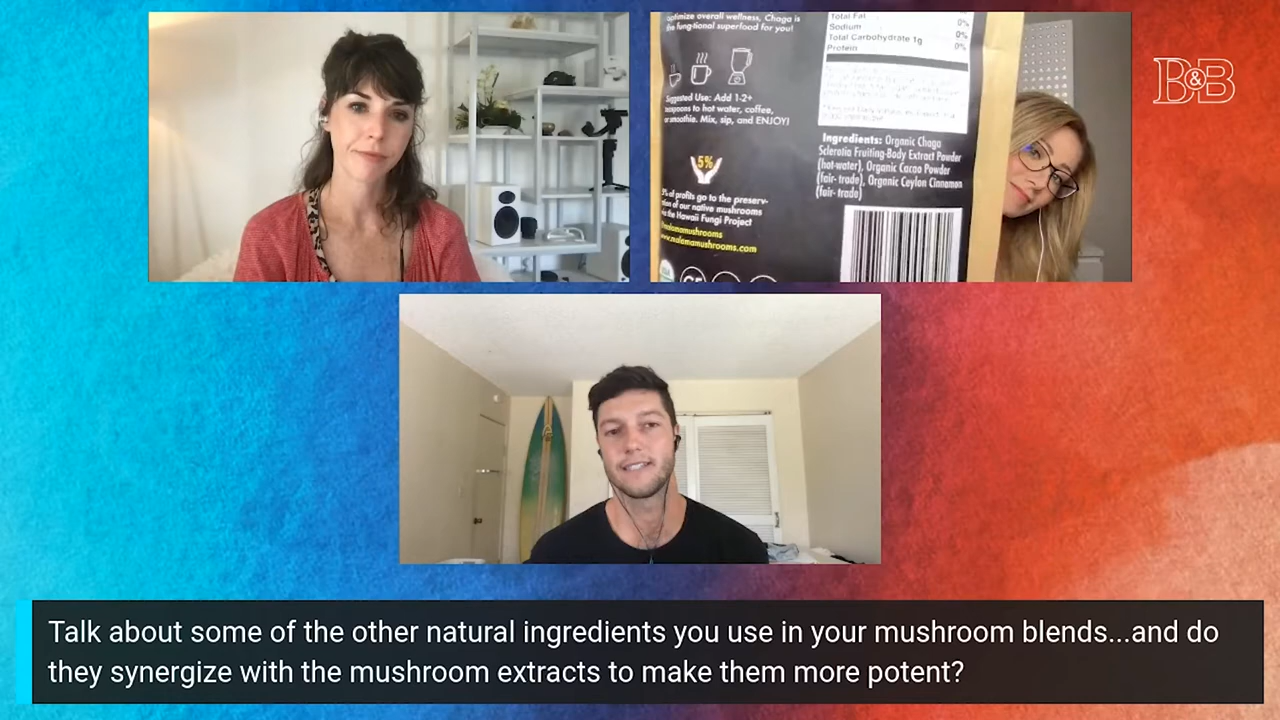 optimize overall wellness, Chaga is
the functional superfood for you!
Total Fat
0%
Sodium
0%
Total Carbohydrate 1g
0%
Protein
0%
Suggested Use: Add 1-2+
teaspoons to hot water, coffee,
or smoothie. Mix, sip, and ENJOY!
5%
of profits go to the preserv-
of our native mushrooms
the Hawaii Fungi Project
www.malamamushrooms.com
Ingredients: Organic Chaga
Sclerotia Fruiting-Body Extract Powder
(hot-water), Organic Cacao Powder
(fair-trade), Organic Ceylon Cinnamon
(fair-trade)
B&B
Talk about some of the other natural ingredients you use in your mushroom blends...and do
they synergize with the mushroom extracts to make them more potent?